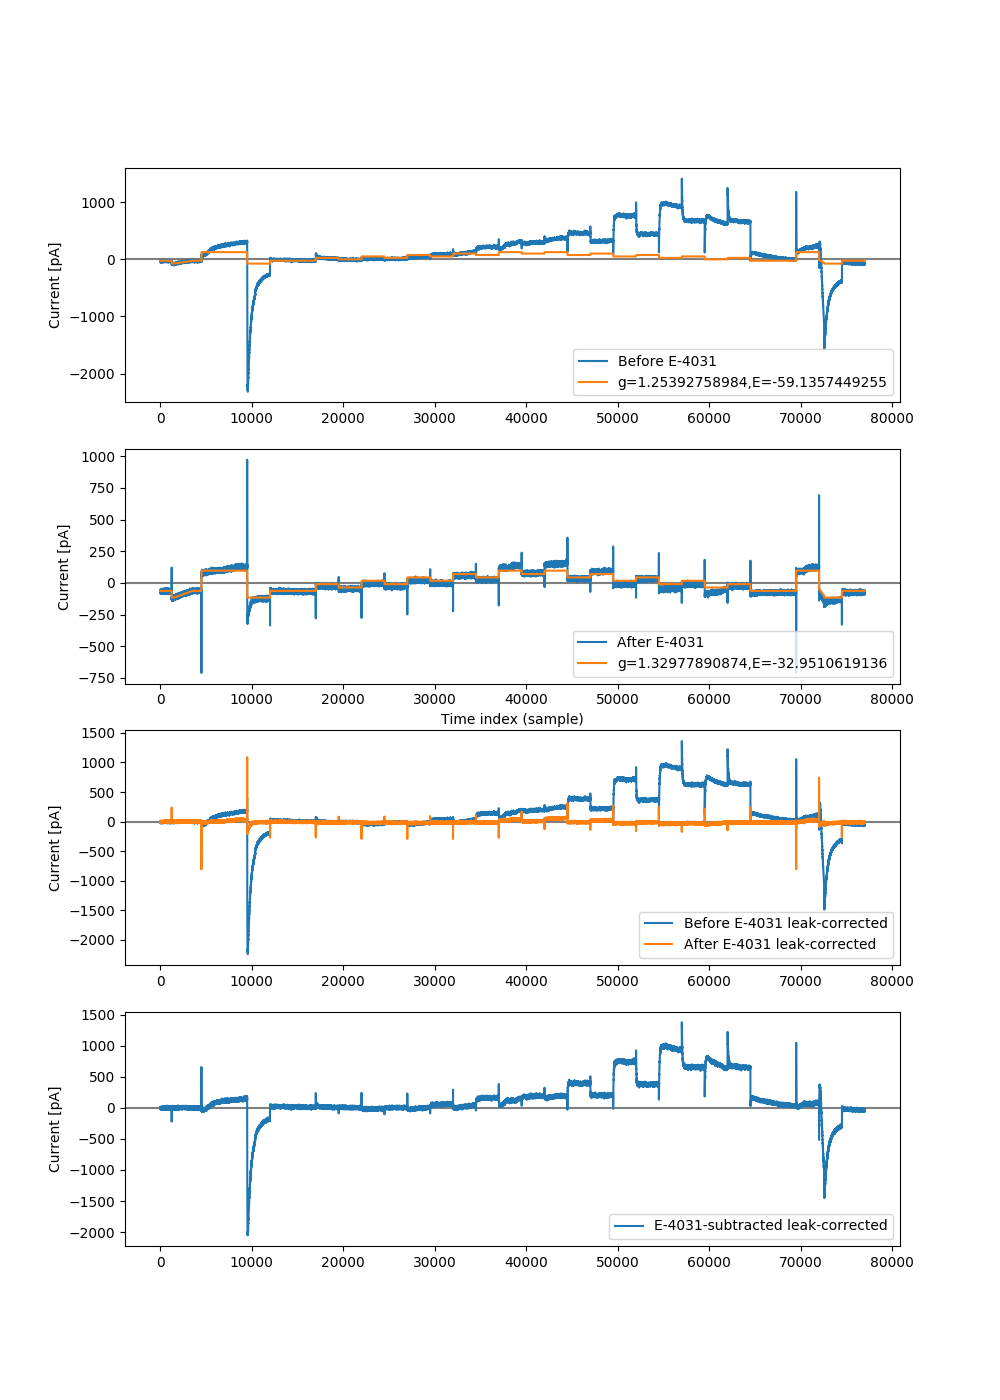 1000
0
−1000
−2000
Current [pA]
Before E-4031
g=1.25392758984,E=-59.1357449255
0 10000 20000 30000 40000 50000 60000 70000 80000
1000
750
500
250
0
−250
−500
−750
Current [pA]
After E-4031
g=1.32977890874,E=-32.9510619136
0 10000 20000 30000 40000 50000 60000 70000 80000
Time index (sample)
1500
1000
500
0
−500
−1000
−1500
−2000
Current [pA]
Before E-4031 leak-corrected
After E-4031 leak-corrected
0 10000 20000 30000 40000 50000 60000 70000 80000
1500
1000
500
0
−500
−1000
−1500
−2000
Current [pA]
E-4031-subtracted leak-corrected
0 10000 20000 30000 40000 50000 60000 70000 80000